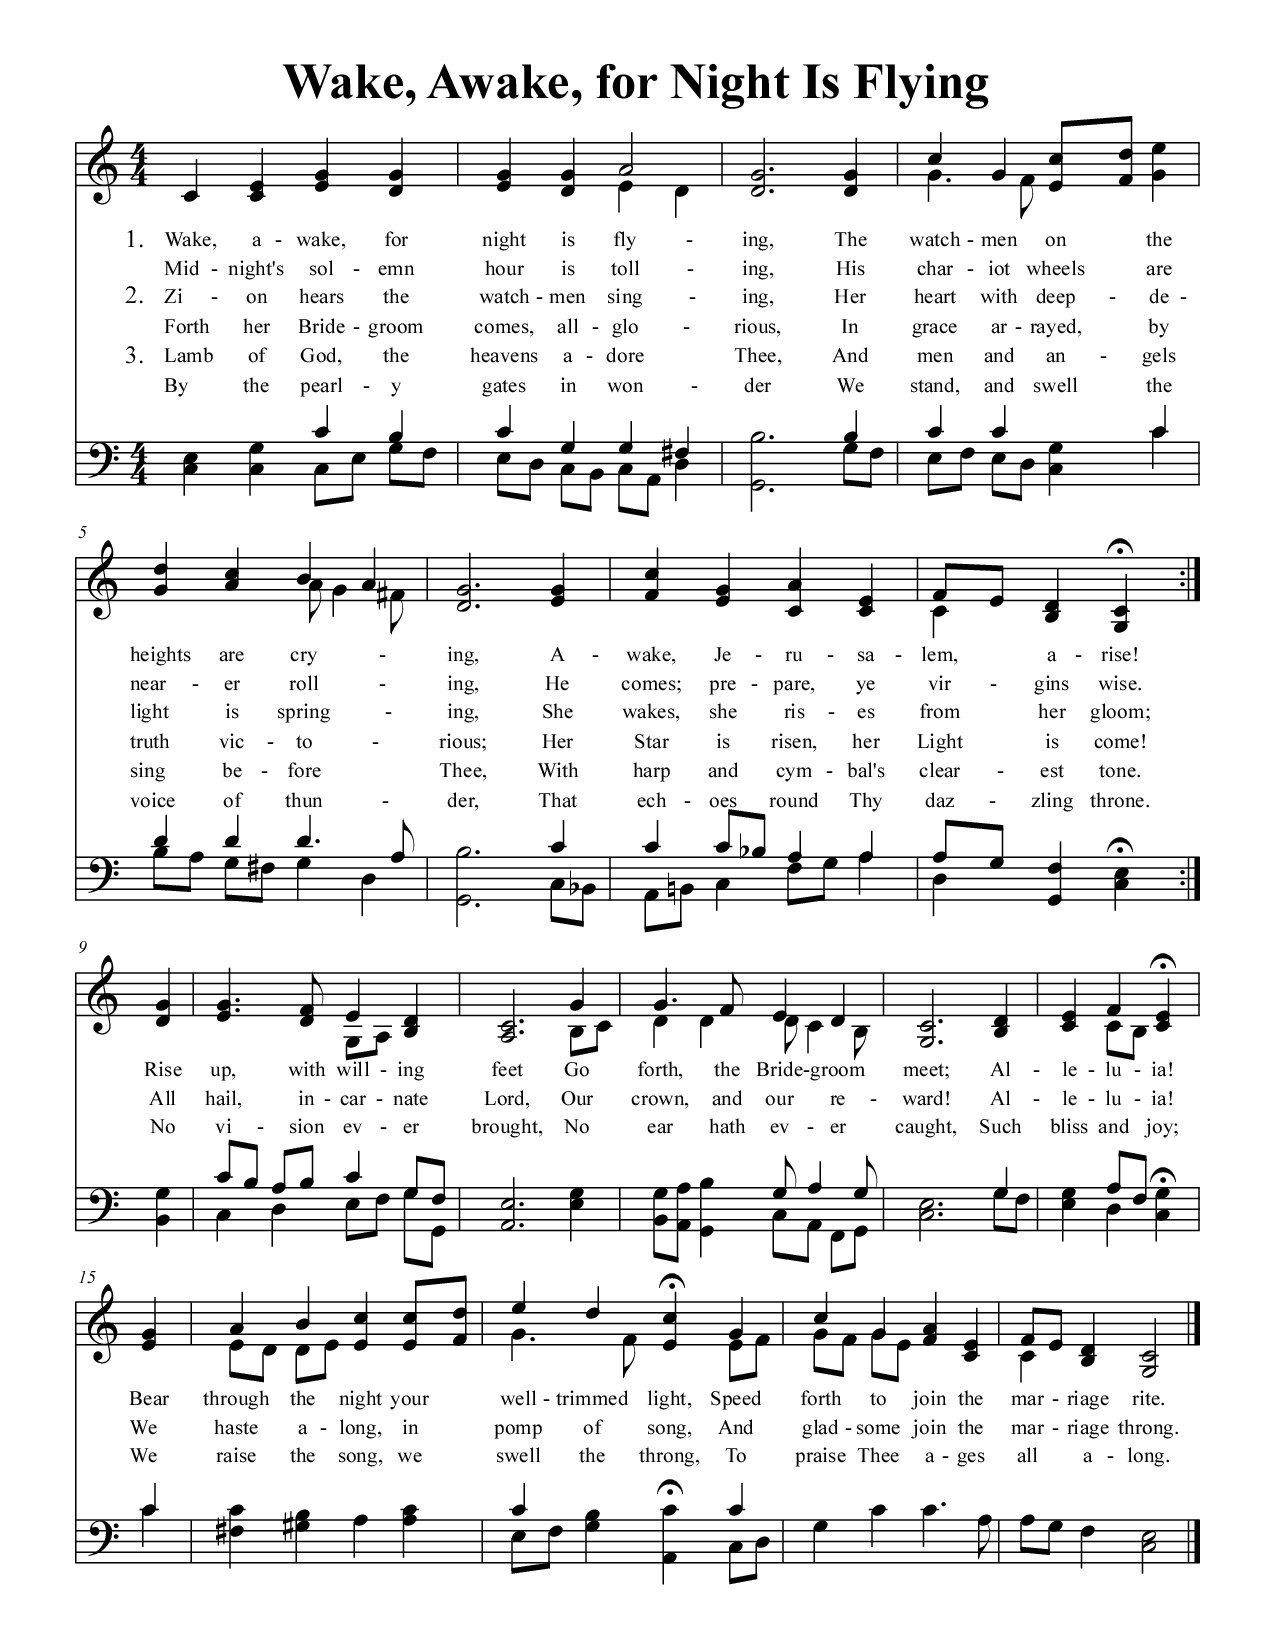 Wake, Awake, for Night Is Flying
4 4
1. Wake, a - wake, for night is fly - ing, The watch - men on the
Mid - night's sol - emn hour is toll - ing, His char - iot wheels are
2. Zi - on hears the watch - men sing - ing, Her heart with deep - de -
Forth her Bride - groom comes, all - glo - rious, In grace ar - rayed, by
3. Lamb of God, the heavens a - dore Thee, And men and an - gels
By the pearl - y gates in won - der We stand, and swell the
4 4
5
heights are cry - ing, A - wake, Je - ru - sa - lem, a - rise!
near - er roll - ing, He comes; pre - pare, ye vir - gins wise.
light is spring - ing, She wakes, she ris - es from her gloom;
truth vic - to - rious; Her Star is risen, her Light is come!
sing be - fore Thee, With harp and cym - bal's clear - est tone.
voice of thun - der, That ech - oes round Thy daz - zling throne.
9
Rise up, with will - ing feet Go forth, the Bride-groom meet; Al - le - lu - ia!
All hail, in - car - nate Lord, Our crown, and our re - ward! Al - le - lu - ia!
No vi - sion ev - er brought, No ear hath ev - er caught, Such bliss and joy;
15
Bear through the night your well - trimmed light, Speed forth to join the mar - riage rite.
We haste a - long, in pomp of song, And glad - some join the mar - riage throng.
We raise the song, we swell the throng, To praise Thee a - ges all a - long.